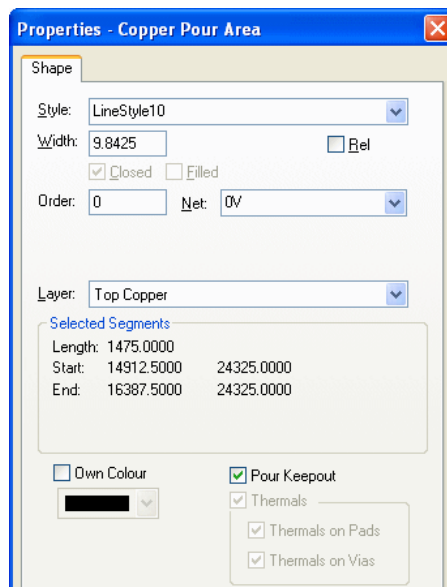 Properties - Copper Pour Area
Shape
Style: LineStyle10
Width: 9.8425 Rel
Closed Filled
Order: 0 Net: 0V
Layer: Top Copper
Selected Segments
Length: 1475.0000
Start: 14912.5000 24325.0000
End: 16387.5000 24325.0000
Own Colour Pour Keepout
Thermals
Thermals on Pads
Thermals on Vias